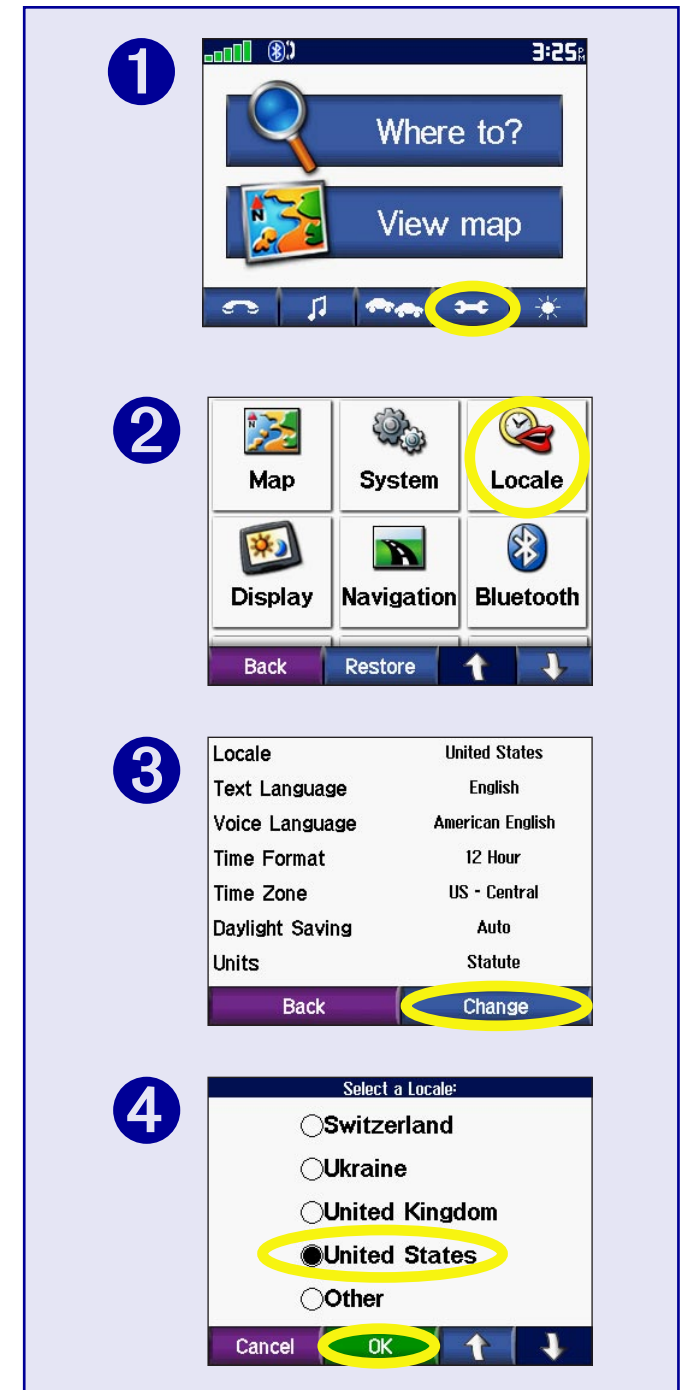 1
3:25PM
Where to?
N
View map
2
N
Map System Locale
Display Navigation Bluetooth
Back Restore
3
Locale United States
Text Language English
Voice Language American English
Time Format 12 Hour
Time Zone US - Central
Daylight Saving Auto
Units Statute
Back Change
4
Select a Locale:
Switzerland
Ukraine
United Kingdom
United States
Other
Cancel OK